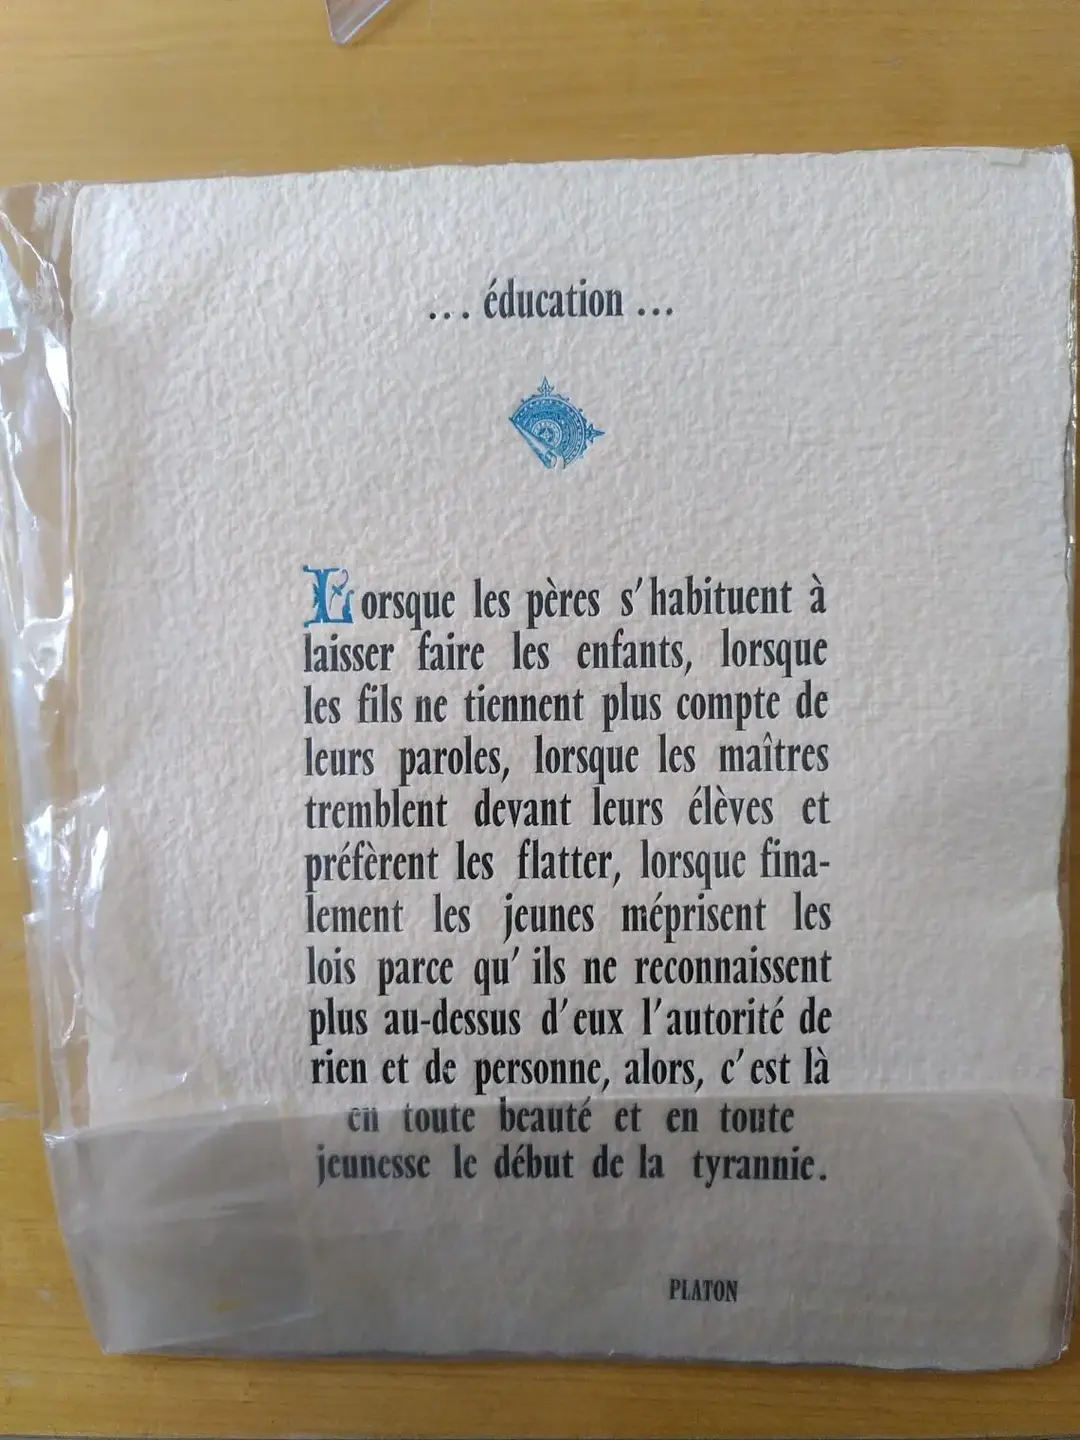 ... éducation ...
Lorsque les pères s'habituent à
laisser faire les enfants, lorsque
les fils ne tiennent plus compte de
leurs paroles, lorsque les maîtres
tremblent devant leurs élèves et
préfèrent les flatter, lorsque fina-
lement les jeunes méprisent les
lois parce qu'ils ne reconnaissent
plus au-dessus d'eux l'autorité de
rien et de personne, alors, c'est là
en toute beauté et en toute
jeunesse le début de la tyrannie.
PLATON